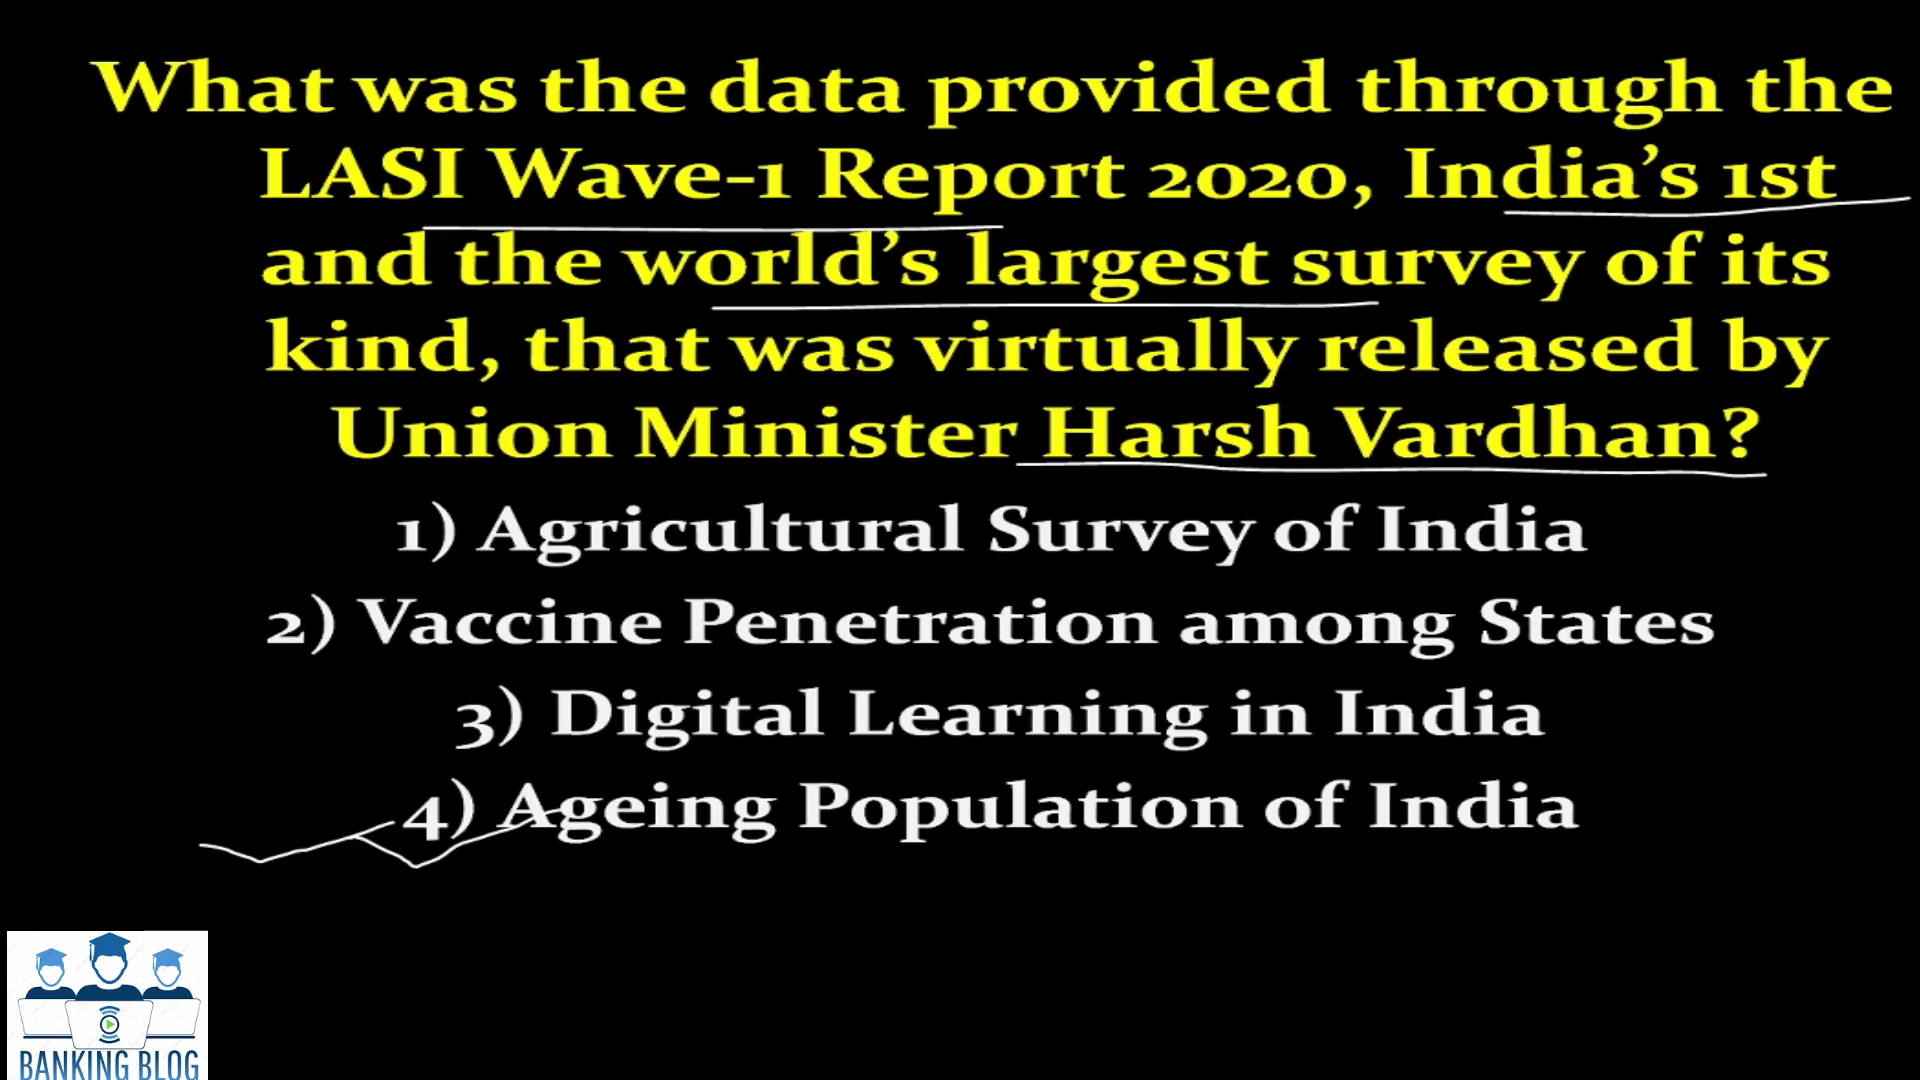 What was the data provided through the
LASI Wave-1 Report 2020, India’s 1st
and the world’s largest survey of its
kind, that was virtually released by
Union Minister Harsh Vardhan?
1) Agricultural Survey of India
2) Vaccine Penetration among States
3) Digital Learning in India
4) Ageing Population of India
BANKING BLOG